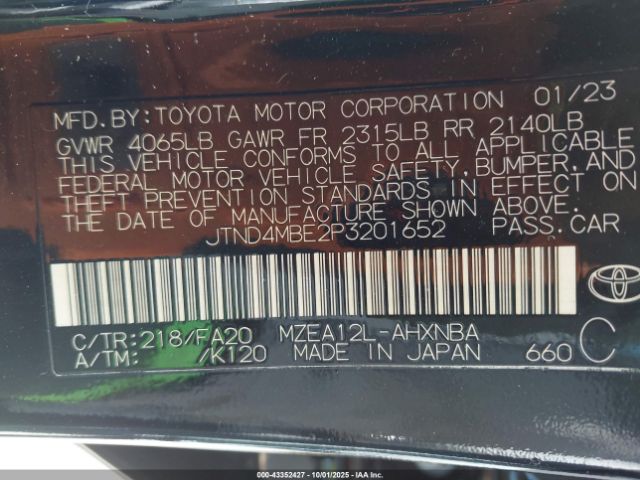 MFD.BY:TOYOTA MOTOR CORPORATION 01/23
GVWR 4065LB GAWR FR 2315LB RR 2140LB
THIS VEHICLE CONFORMS TO ALL APPLICABLE
FEDERAL MOTOR VEHICLE SAFETY,BUMPER,AND
THEFT PREVENTION STANDARDS IN EFFECT ON
THE DATE OF MANUFACTURE SHOWN ABOVE.
JTND4MBE2P3201652 PASS.CAR
C/TR:218/FA20 MZEA12L-AHXNBA
A/TM: /K120 MADE IN JAPAN 660 C
000-43352427 - 10/01/2025 - IAAI.COM